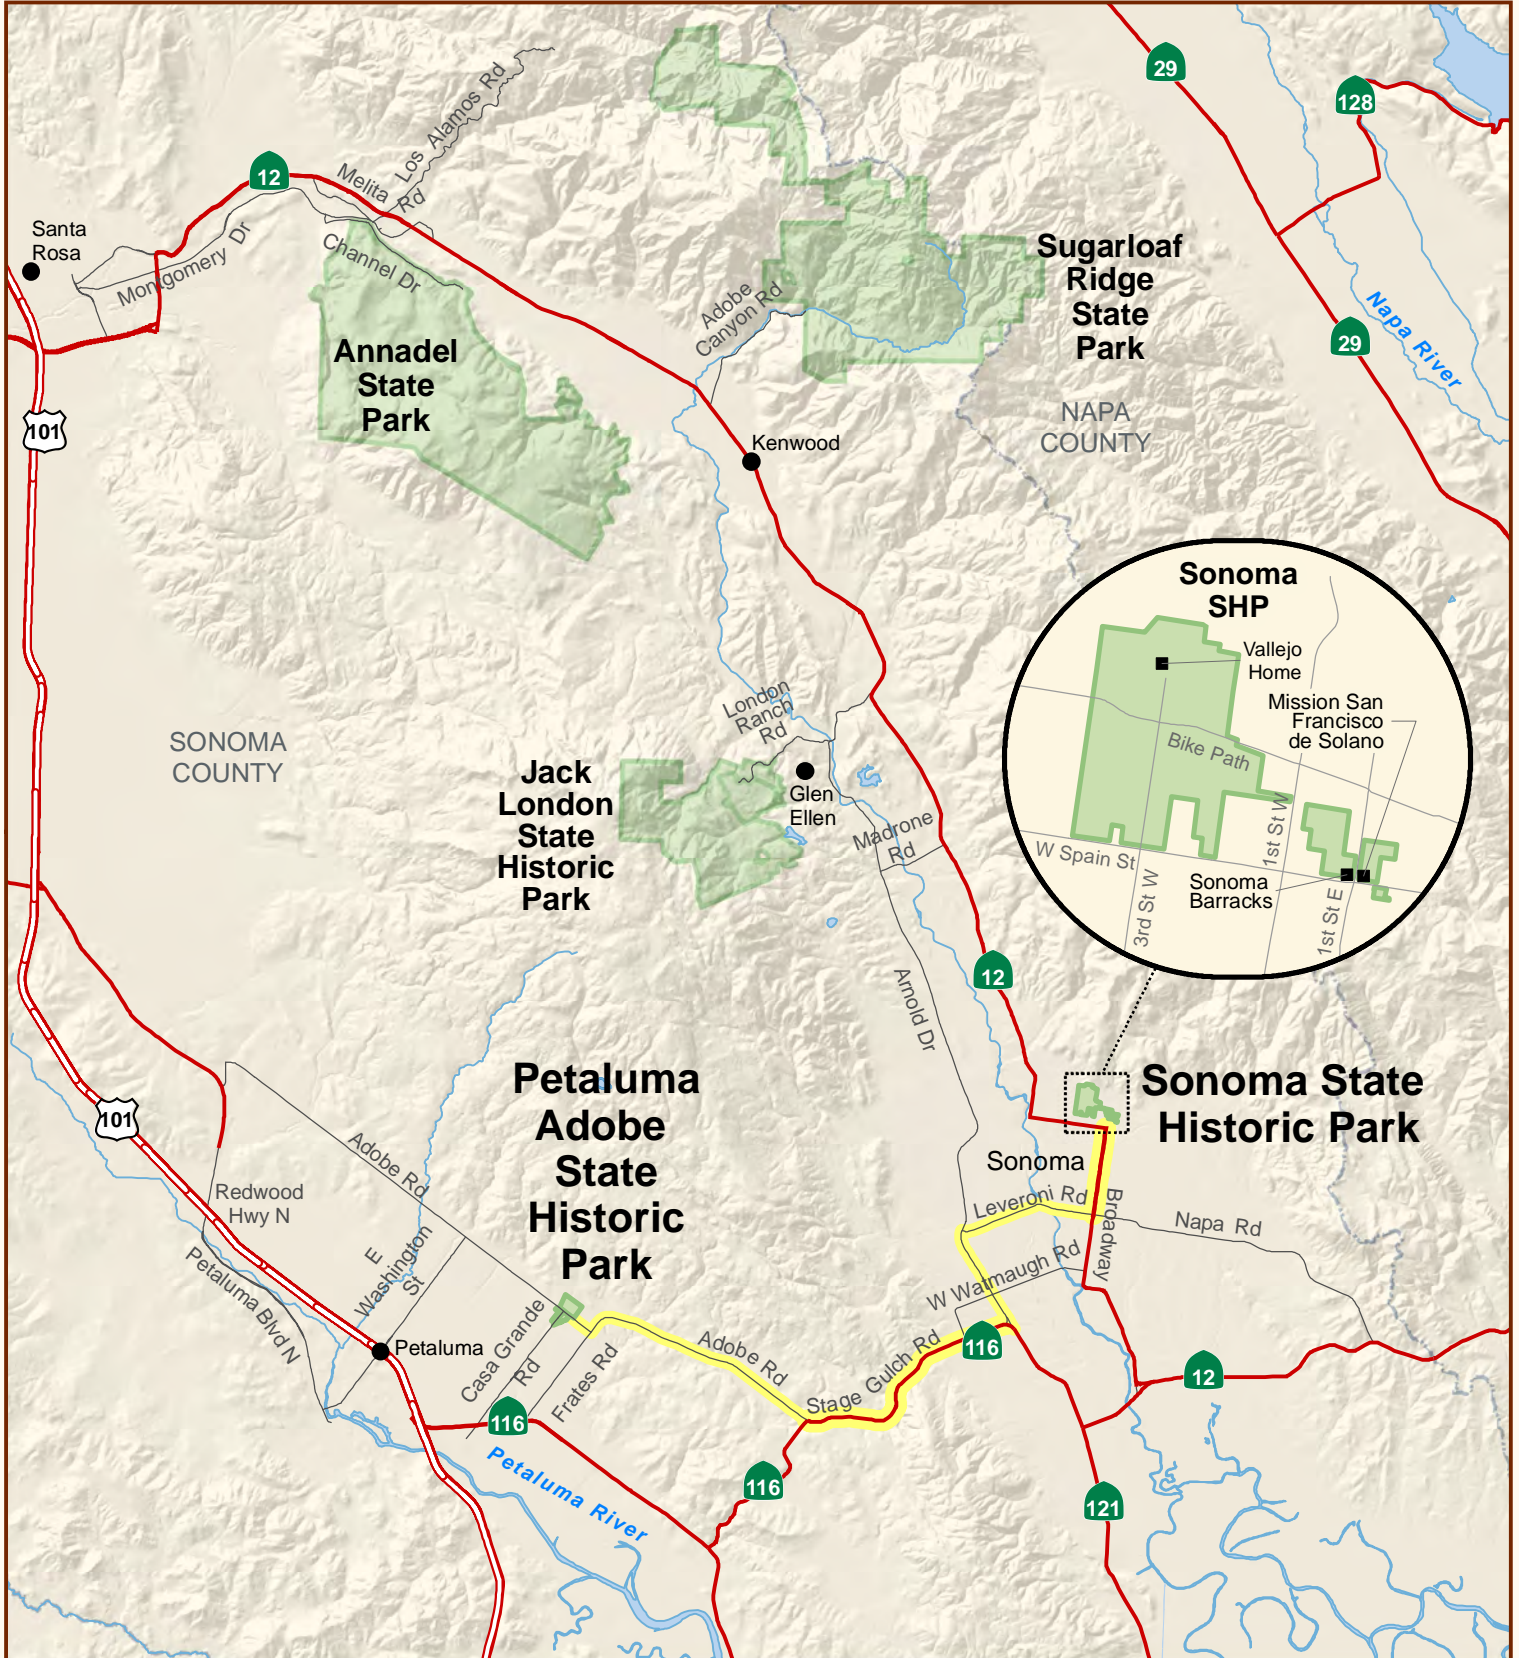 29
128
Los Alamos Rd
12
Melita
Rd
Santa
Rosa
Montgomery Dr
Channel Dr
Sugarloaf
Ridge
State
Park
Adobe
Canyon Rd
Napa River
29
Annadel
State
Park
101
NAPA
COUNTY
Kenwood
Sonoma
SHP
Vallejo
Home
Mission San
Francisco
de Solano
Bike Path
W Spain St
1st St W
3rd St W
Sonoma
Barracks
1st St E
London
Ranch
Rd
SONOMA
COUNTY
Jack
London
State
Historic
Park
Glen
Ellen
Madrone
Rd
12
Arnold Dr
Petaluma
Adobe
State
Historic
Park
Sonoma State
Historic Park
101
Adobe Rd
Sonoma
Redwood
Hwy N
Leveroni Rd
Broadway
Napa Rd
E
Washington
St
Petaluma Blvd N
W Watmaugh Rd
Petaluma
Casa Grande
Rd
Frates Rd
Adobe Rd
Stage Gulch Rd
116
12
116
Petaluma River
116
121